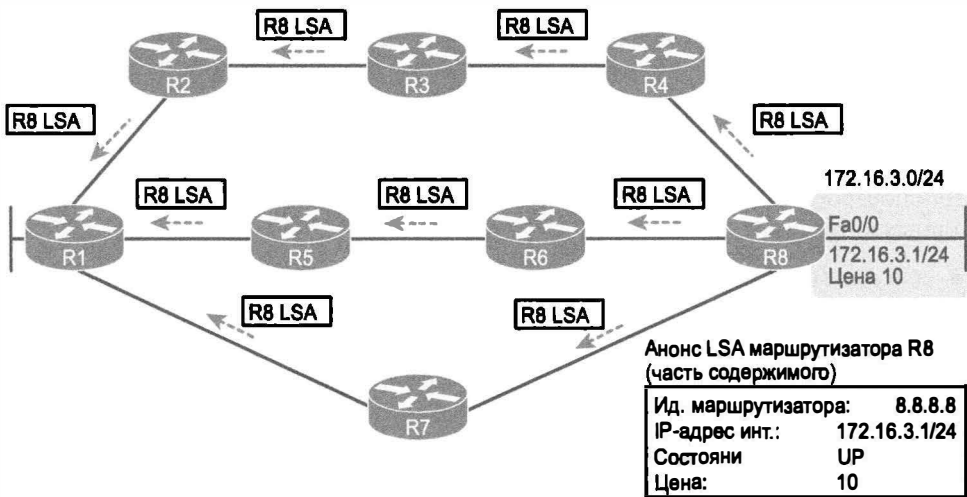 R8 LSA
R8 LSA
R2
R3
R4
R8 LSA
R8 LSA
172.16.3.0/24
R8 LSA
R8 LSA
R8 LSA
Fa0/0
R1
R5
R6
R8
172.16.3.1/24
Цена 10
R8 LSA
R8 LSA
R7
Анонс LSA маршрутизатора R8
(часть содержимого)
Ид. маршрутизатора: 8.8.8.8
IP-адрес инт.: 172.16.3.1/24
Состояни UP
Цена: 10